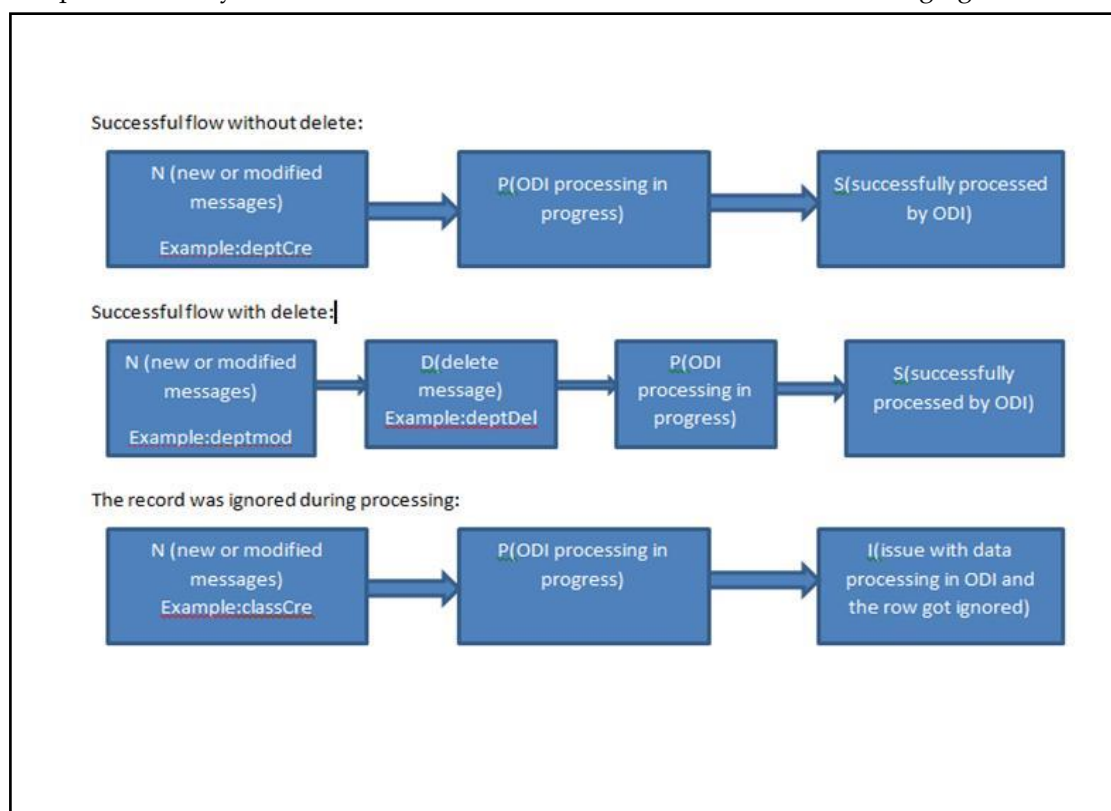 Successful flow without delete:
N (new or modified
messages)
Example:deptCre
P(ODI processing in
progress)
S(successfully processed
by ODI)
Successful flow with delete:
N (new or modified
messages)
Example:deptmod
D(delete
message)
Example:deptDel
P(ODI
processing in
progress)
S(successfully
processed by ODI)
The record was ignored during processing:
N (new or modified
messages)
Example:classCre
P(ODI processing in
progress)
I(issue with data
processing in ODI and
the row got ignored)